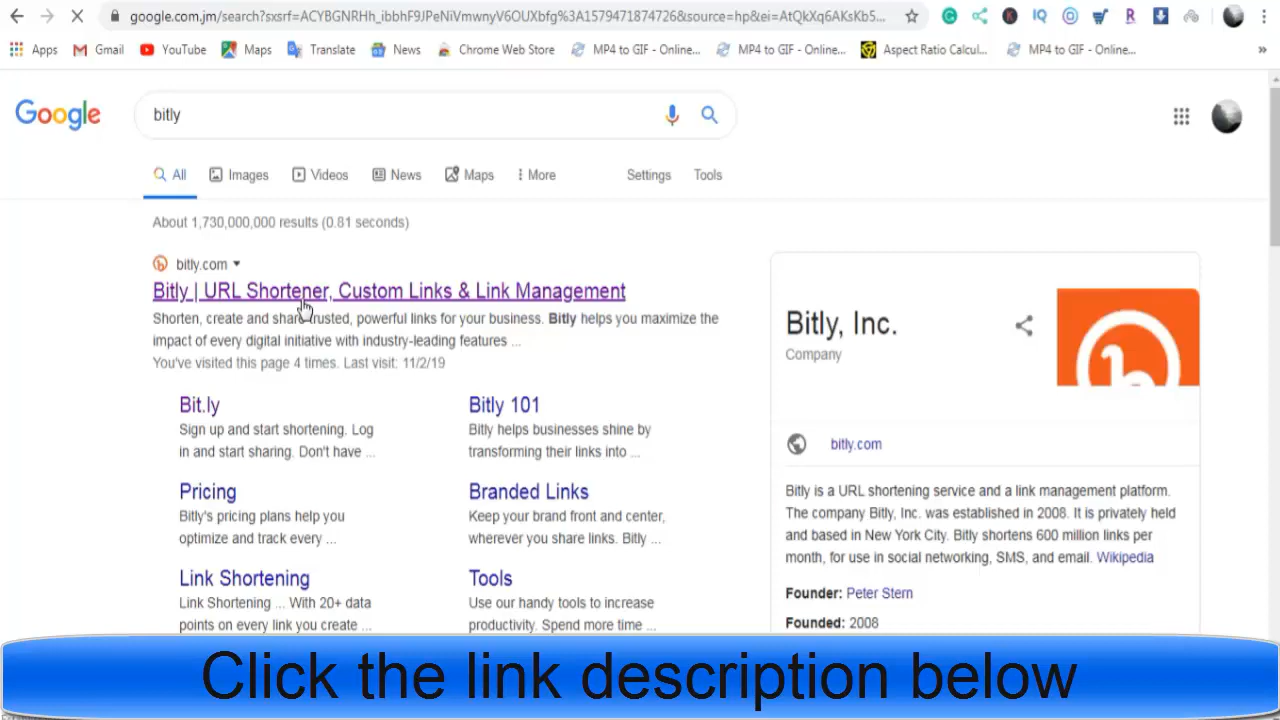 google.com.jm/search?sxsrf=ACYBGNRHh_ibbhF9JPeNiVmwnyV6OUXbfg%3A1579471874726&source=hp&ei=AtQkXq6AKsKb5...
Apps Gmail YouTube Maps Translate News Chrome Web Store MP4 to GIF - Online... MP4 to GIF - Online... Aspect Ratio Calcul... MP4 to GIF - Online... »
Google bitly
All Images Videos News Maps More Settings Tools
About 1,730,000,000 results (0.81 seconds)
bitly.com
Bitly | URL Shortener, Custom Links & Link Management
Shorten, create and share trusted, powerful links for your business. Bitly helps you maximize the
impact of every digital initiative with industry-leading features ...
You've visited this page 4 times. Last visit: 11/2/19
Bit.ly
Sign up and start shortening. Log
in and start sharing. Don't have ...
Bitly 101
Bitly helps businesses shine by
transforming their links into ...
Pricing
Bitly's pricing plans help you
optimize and track every ...
Branded Links
Keep your brand front and center,
wherever you share links. Bitly ...
Link Shortening
Link Shortening ... With 20+ data
points on every link you create ...
Tools
Use our handy tools to increase
productivity. Spend more time ...
Bitly, Inc.
Company
bitly.com
Bitly is a URL shortening service and a link management platform.
The company Bitly, Inc. was established in 2008. It is privately held
and based in New York City. Bitly shortens 600 million links per
month, for use in social networking, SMS, and email. Wikipedia
Founder: Peter Stern
Founded: 2008
Click the link description below